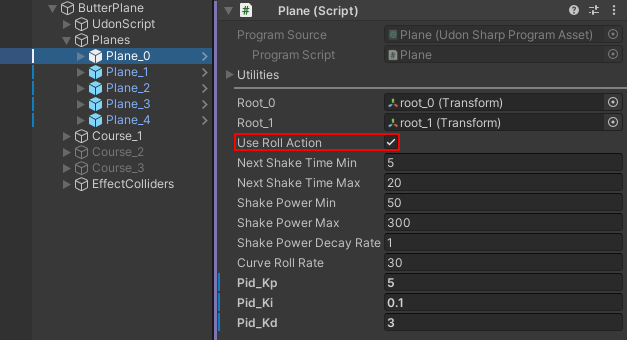 ButterPlane
UdonScript
Planes
Plane_0
Plane_1
Plane_2
Plane_3
Plane_4
Course_1
Course_2
Course_3
EffectColliders
Plane (Script)
Program Source Plane (Udon Sharp Program Asset)
Program Script Plane
Utilities
Root_0 root_0 (Transform)
Root_1 root_1 (Transform)
Use Roll Action
Next Shake Time Min 5
Next Shake Time Max 20
Shake Power Min 50
Shake Power Max 300
Shake Power Decay Rate 1
Curve Roll Rate 30
Pid_Kp 5
Pid_Ki 0.1
Pid_Kd 3